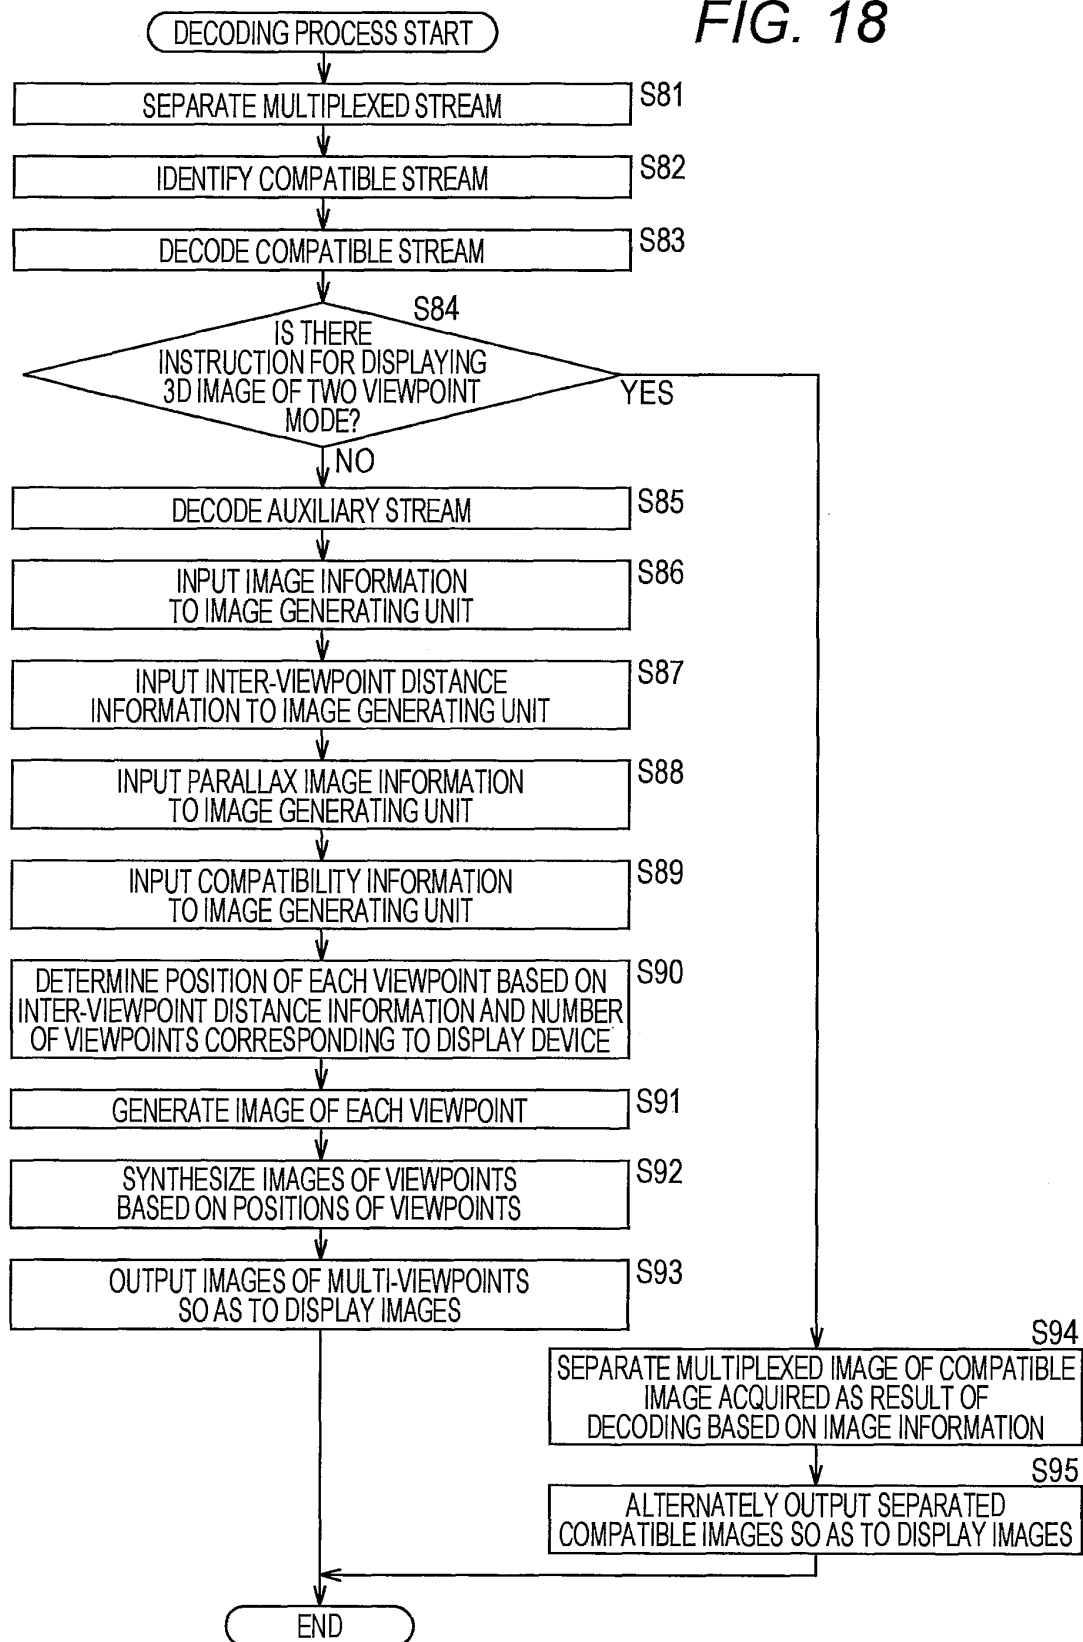 FIG. 18
DECODING PROCESS START
S81
SEPARATE MULTIPLEXED STREAM
S82
IDENTIFY COMPATIBLE STREAM
S83
DECODE COMPATIBLE STREAM
S84
IS THERE
INSTRUCTION FOR DISPLAYING
3D IMAGE OF TWO VIEWPOINT
MODE?
YES
NO
S85
DECODE AUXILIARY STREAM
S86
INPUT IMAGE INFORMATION
TO IMAGE GENERATING UNIT
S87
INPUT INTER-VIEWPOINT DISTANCE
INFORMATION TO IMAGE GENERATING UNIT
S88
INPUT PARALLAX IMAGE INFORMATION
TO IMAGE GENERATING UNIT
S89
INPUT COMPATIBILITY INFORMATION
TO IMAGE GENERATING UNIT
S90
DETERMINE POSITION OF EACH VIEWPOINT BASED ON
INTER-VIEWPOINT DISTANCE INFORMATION AND NUMBER
OF VIEWPOINTS CORRESPONDING TO DISPLAY DEVICE
S91
GENERATE IMAGE OF EACH VIEWPOINT
S92
SYNTHESIZE IMAGES OF VIEWPOINTS
BASED ON POSITIONS OF VIEWPOINTS
S93
OUTPUT IMAGES OF MULTI-VIEWPOINTS
SO AS TO DISPLAY IMAGES
S94
SEPARATE MULTIPLEXED IMAGE OF COMPATIBLE
IMAGE ACQUIRED AS RESULT OF
DECODING BASED ON IMAGE INFORMATION
S95
ALTERNATELY OUTPUT SEPARATED
COMPATIBLE IMAGES SO AS TO DISPLAY IMAGES
END